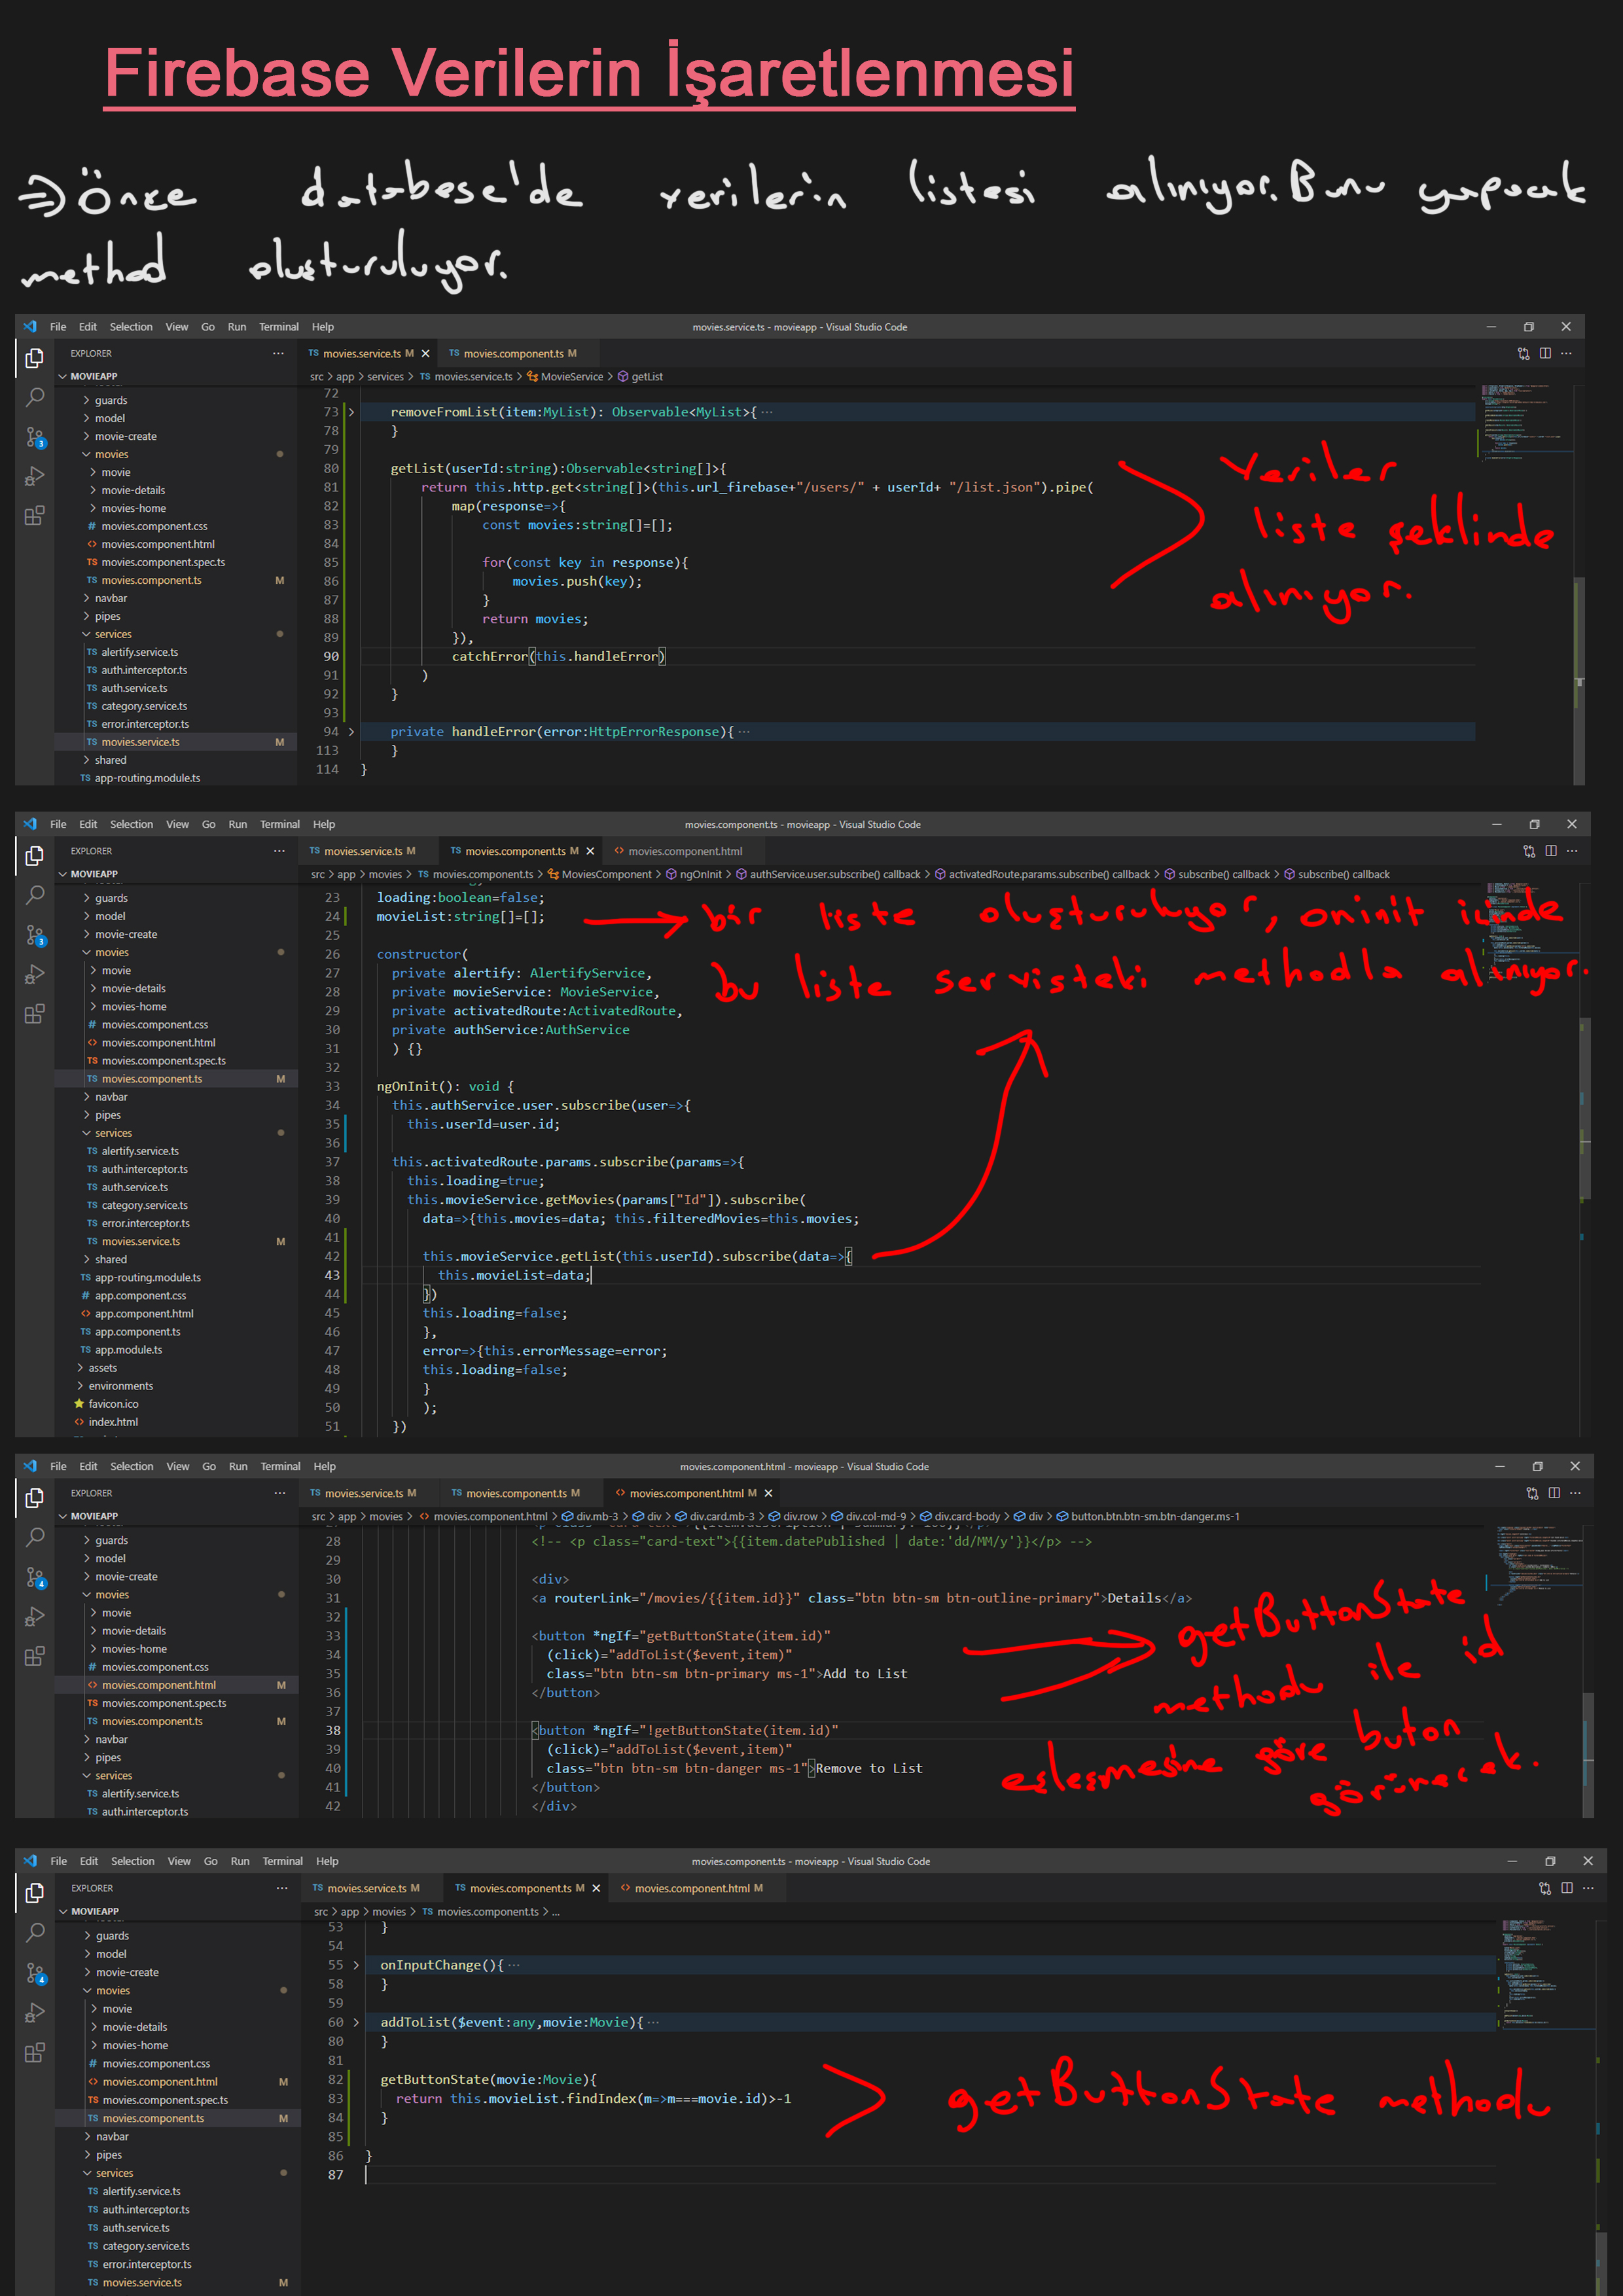 Firebase Verilerin İşaretlenmesi
⇒ Önce database'de verilerin listesi alınıyor. Bunu yapacak
method oluşturuluyor.
File Edit Selection View Go Run Terminal Help
movies.service.ts - movieapp - Visual Studio Code
EXPLORER
MOVIEAPP
guards
model
movie-create
movies
movie
movie-details
movies-home
movies.component.css
movies.component.html
movies.component.spec.ts
movies.component.ts M
navbar
pipes
services
alertify.service.ts
auth.interceptor.ts
auth.service.ts
category.service.ts
error.interceptor.ts
movies.service.ts M
shared
app-routing.module.ts
movies.service.ts M movies.component.ts M
src > app > services > movies.service.ts > MovieService > getList
72
73 removeFromList(item:MyList): Observable<MyList>{ ···
78 }
79
80 getList(userId:string):Observable<string[]>{
81 return this.http.get<string[]>(this.url_firebase+"/users/" + userId+ "/list.json").pipe(
82 map(response=>{
83 const movies:string[]=[];
84
85 for(const key in response){
86 movies.push(key);
87 }
88 return movies;
89 }),
90 catchError(this.handleError)
91 )
92 }
93
94 private handleError(error:HttpErrorResponse){ ···
113 }
114 }
Veriler
liste şeklinde
alınıyor.
File Edit Selection View Go Run Terminal Help
movies.component.ts - movieapp - Visual Studio Code
EXPLORER
MOVIEAPP
guards
model
movie-create
movies
movie
movie-details
movies-home
movies.component.css
movies.component.html
movies.component.spec.ts
movies.component.ts M
navbar
pipes
services
alertify.service.ts
auth.interceptor.ts
auth.service.ts
category.service.ts
error.interceptor.ts
movies.service.ts M
shared
app-routing.module.ts
app.component.css
app.component.html
app.component.ts
app.module.ts
assets
environments
favicon.ico
index.html
movies.service.ts M movies.component.ts M movies.component.html
src > app > movies > movies.component.ts > MoviesComponent > ngOnInit > authService.user.subscribe() callback > activatedRoute.params.subscribe() callback > subscribe() callback > subscribe() callback
23 loading:boolean=false;
24 movieList:string[]=[];
25
26 constructor(
27 private alertify: AlertifyService,
28 private movieService: MovieService,
29 private activatedRoute:ActivatedRoute,
30 private authService:AuthService
31 ) {}
32
33 ngOnInit(): void {
34 this.authService.user.subscribe(user=>{
35 this.userId=user.id;
36
37 this.activatedRoute.params.subscribe(params=>{
38 this.loading=true;
39 this.movieService.getMovies(params["Id"]).subscribe(
40 data=>{this.movies=data; this.filteredMovies=this.movies;
41
42 this.movieService.getList(this.userId).subscribe(data=>{
43 this.movieList=data;
44 })
45 this.loading=false;
46 },
47 error=>{this.errorMessage=error;
48 this.loading=false;
49 }
50 );
51 })
bir liste oluşturuluyor, oninit içinde
bu liste servisteki methodla alınıyor.
File Edit Selection View Go Run Terminal Help
movies.component.html - movieapp - Visual Studio Code
EXPLORER
MOVIEAPP
guards
model
movie-create
movies
movie
movie-details
movies-home
movies.component.css
movies.component.html M
movies.component.spec.ts
movies.component.ts M
navbar
pipes
services
alertify.service.ts
auth.interceptor.ts
movies.service.ts M movies.component.ts M movies.component.html M
src > app > movies > movies.component.html > div.mb-3 > div > div.card.mb-3 > div.row > div.col-md-9 > div.card-body > div > button.btn.btn-sm.btn-danger.ms-1
28 <!-- <p class="card-text">{{item.datePublished | date:'dd/MM/y'}}</p> -->
29
30 <div>
31 <a routerLink="/movies/{{item.id}}" class="btn btn-sm btn-outline-primary">Details</a>
32
33 <button *ngIf="getButtonState(item.id)"
34 (click)="addToList($event,item)"
35 class="btn btn-sm btn-primary ms-1">Add to List
36 </button>
37
38 <button *ngIf="!getButtonState(item.id)"
39 (click)="addToList($event,item)"
40 class="btn btn-sm btn-danger ms-1">Remove to List
41 </button>
42 </div>
getButtonState
methodu ile id
eşleşmesine göre buton
görünecek.
File Edit Selection View Go Run Terminal Help
movies.component.ts - movieapp - Visual Studio Code
EXPLORER
MOVIEAPP
guards
model
movie-create
movies
movie
movie-details
movies-home
movies.component.css
movies.component.html M
movies.component.spec.ts
movies.component.ts M
navbar
pipes
services
alertify.service.ts
auth.interceptor.ts
auth.service.ts
category.service.ts
error.interceptor.ts
movies.service.ts M
movies.service.ts M movies.component.ts M movies.component.html M
src > app > movies > movies.component.ts > ...
53 }
54
55 onInputChange(){ ···
58 }
59
60 addToList($event:any,movie:Movie){ ···
80 }
81
82 getButtonState(movie:Movie){
83 return this.movieList.findIndex(m=>m===movie.id)>-1
84 }
85
86 }
87
getButtonState methodu